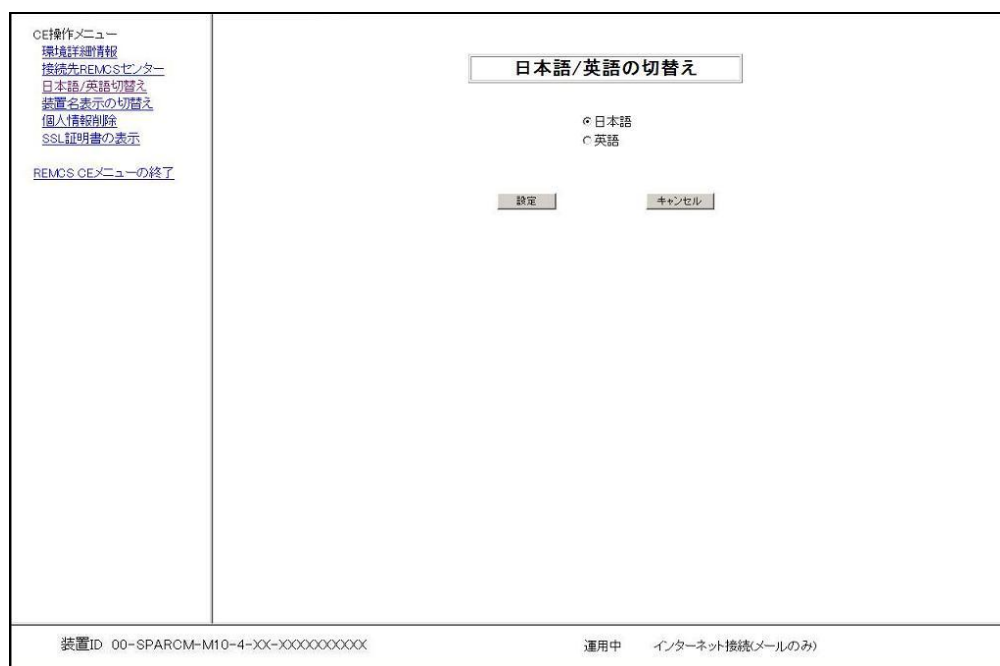 CE操作メニュー
環境詳細情報
接続先REMCSセンター
日本語/英語切替え
装置名表示の切替え
個人情報削除
SSL証明書の表示
REMCS CEメニューの終了
日本語/英語の切替え
日本語
英語
設定 キャンセル
装置ID 00-SPARCM-M10-4-XX-XXXXXXXXXX 運用中 インターネット接続(メールのみ)